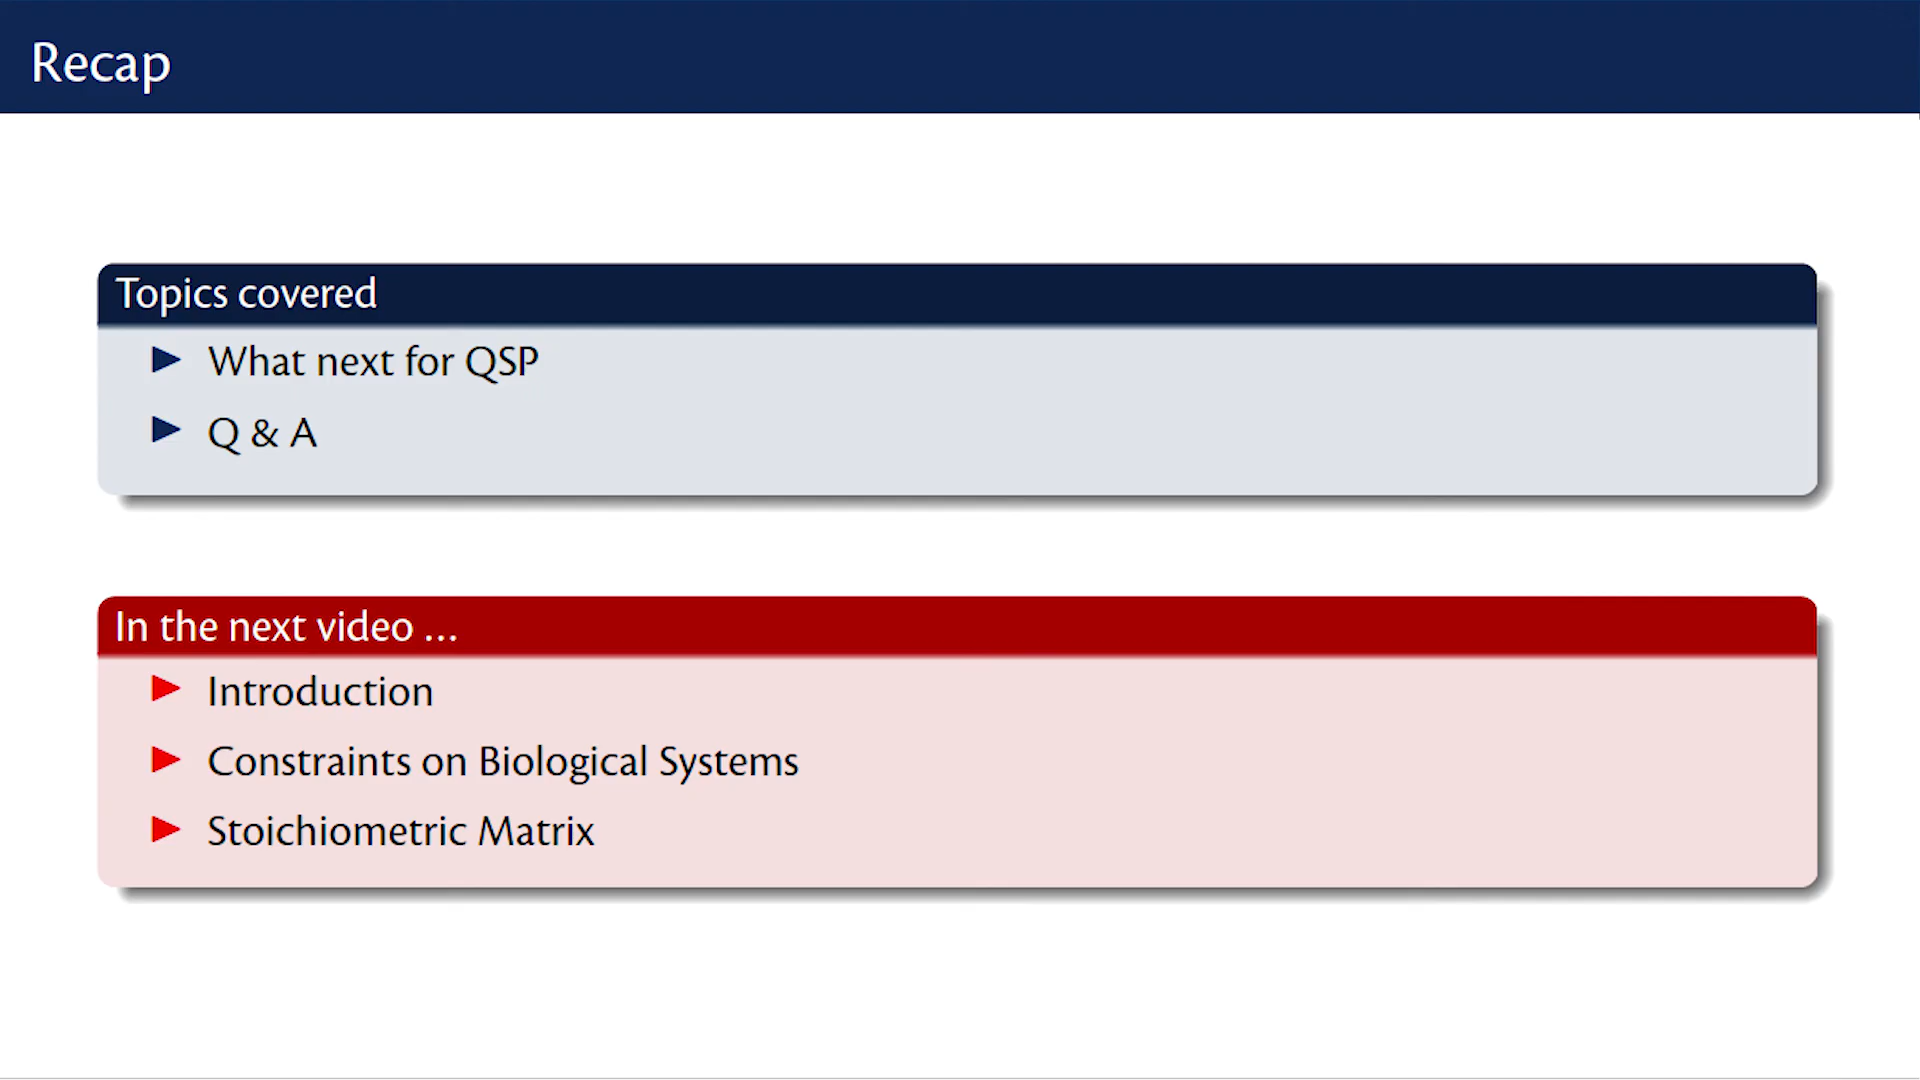 Recap
Topics covered
What next for QSP
Q & A
In the next video ...
Introduction
Constraints on Biological Systems
Stoichiometric Matrix